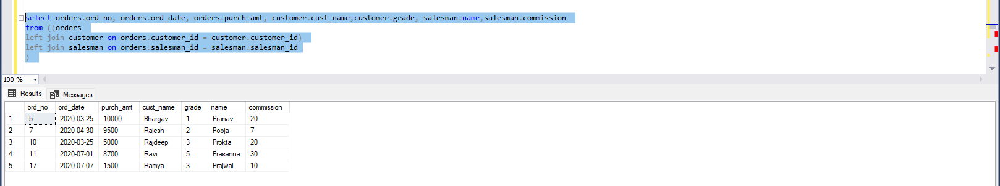 select orders.ord_no, orders.ord_date, orders.purch_amt, customer.cust_name,customer.grade, salesman.name,salesman.commission
from ((orders
left join customer on orders.customer_id = customer.customer_id)
left join salesman on orders.salesman_id = salesman.salesman_id
)
100 %
Results Messages
ord_no ord_date purch_amt cust_name grade name commission
1 5 2020-03-25 10000 Bhargav 1 Pranav 20
2 7 2020-04-30 9500 Rajesh 2 Pooja 7
3 10 2020-03-25 5000 Rajdeep 3 Prokta 20
4 11 2020-07-01 8700 Ravi 5 Prasanna 30
5 17 2020-07-07 1500 Ramya 3 Prajwal 10